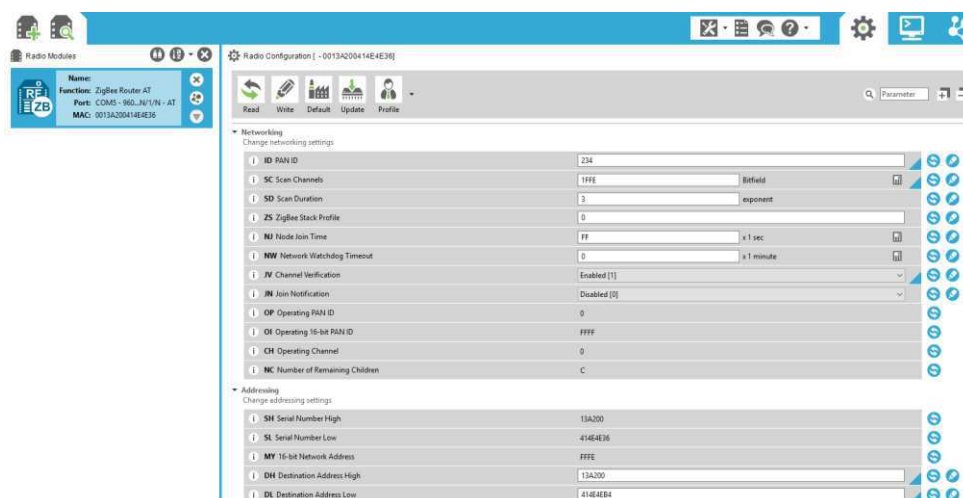 Radio Modules
Name:
Function: ZigBee Router AT
Port: COM5 - 960...N/1/N - AT
MAC: 0013A200414E4E36
RF
ZB
Radio Configuration [ - 0013A200414E4E36]
Read Write Default Update Profile
Parameter
Networking
Change networking settings
i ID PAN ID 234
i SC Scan Channels 1FFE Bitfield
i SD Scan Duration 3 exponent
i ZS ZigBee Stack Profile 0
i NJ Node Join Time FF x 1 sec
i NW Network Watchdog Timeout 0 x 1 minute
i JV Channel Verification Enabled [1]
i JN Join Notification Disabled [0]
i OP Operating PAN ID 0
i OI Operating 16-bit PAN ID FFFF
i CH Operating Channel 0
i NC Number of Remaining Children C
Addressing
Change addressing settings
i SH Serial Number High 13A200
i SL Serial Number Low 414E4E36
i MY 16-bit Network Address FFFE
i DH Destination Address High 13A200
i DL Destination Address Low 414E4EB4